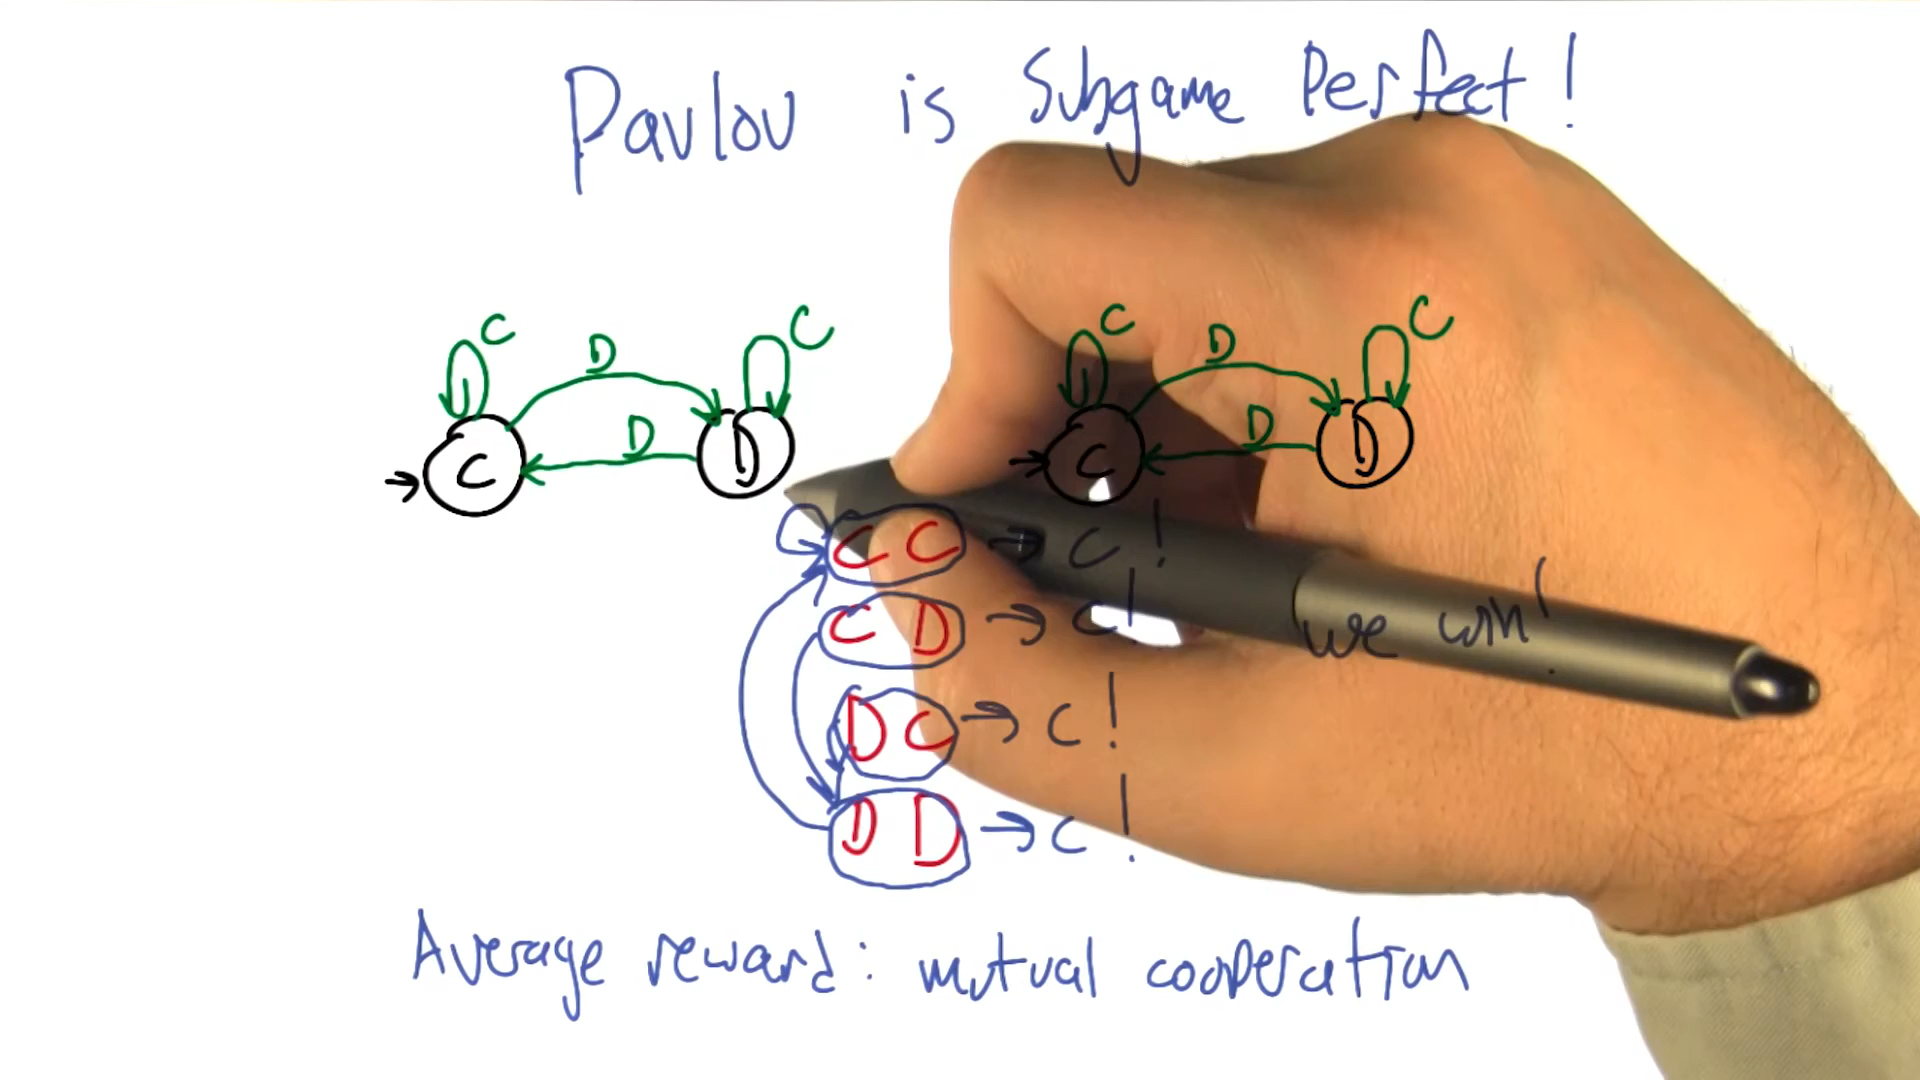 Pavlov is Subgame Perfect!
C D C C D C
D D
C D C D
C C → C!
C D → C! we win!
D C → C!
D D → C!
Average reward: mutual cooperation